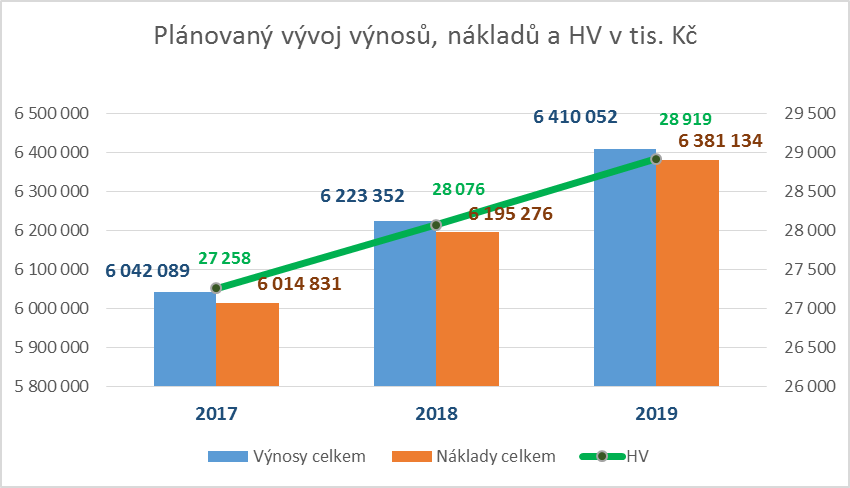 Plánovaný vývoj výnosů, nákladů a HV v tis. Kč
6 500 000
6 400 000
6 300 000
6 200 000
6 100 000
6 000 000
5 900 000
5 800 000
29 500
29 000
28 500
28 000
27 500
27 000
26 500
26 000
6 042 089
27 258
6 014 831
6 223 352
28 076
6 195 276
6 410 052
28 919
6 381 134
2017 2018 2019
Výnosy celkem Náklady celkem HV